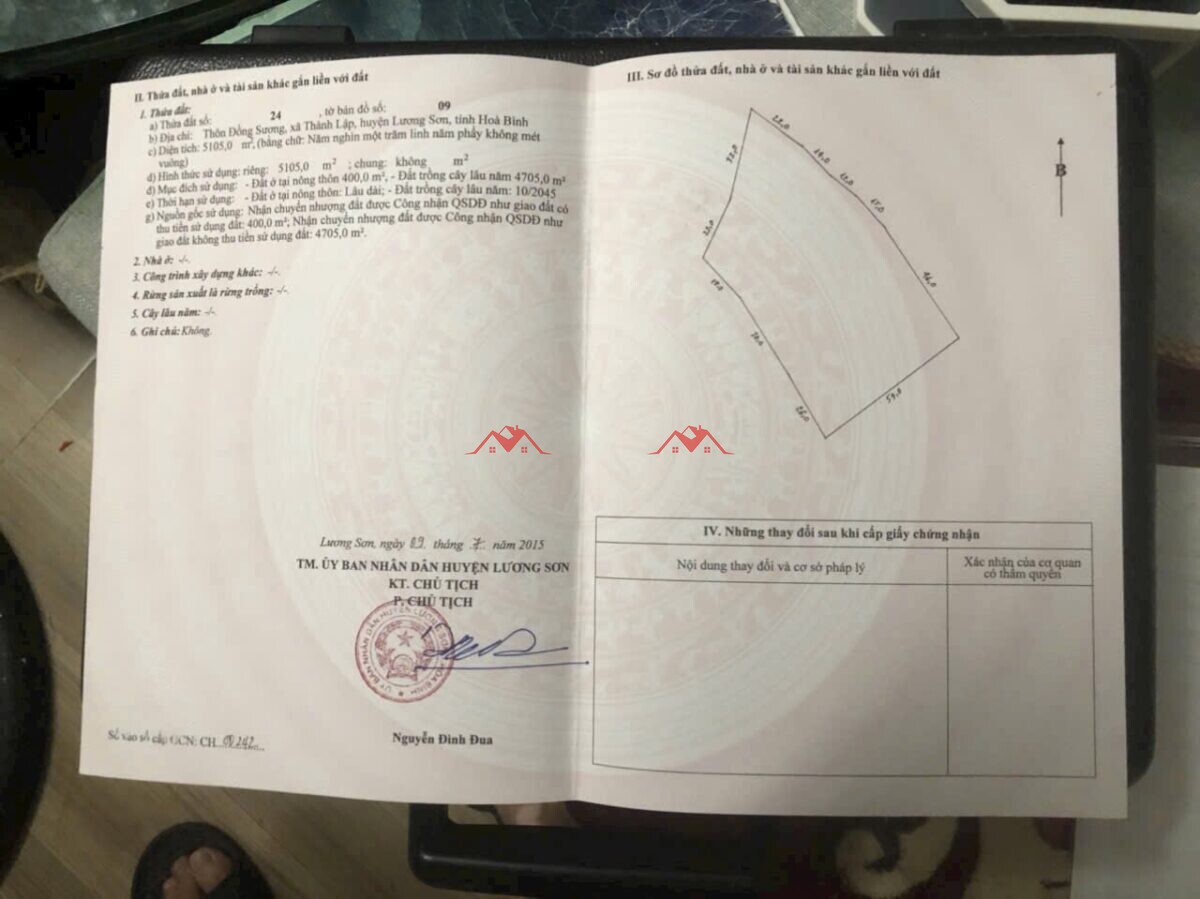 II. Thửa đất, nhà ở và tài sản khác gắn liền với đất
1. Thửa đất:
a) Thửa đất số: 24 , tờ bản đồ số: 09
b) Địa chỉ: Thôn Đồng Sương, xã Thành Lập, huyện Lương Sơn, tỉnh Hoà Bình
c) Diện tích: 5105,0 m², (bằng chữ: Năm nghìn một trăm linh năm phẩy không mét
vuông)
d) Hình thức sử dụng: riêng: 5105,0 m² ; chung: không m²
đ) Mục đích sử dụng: - Đất ở tại nông thôn 400,0 m², - Đất trồng cây lâu năm 4705,0 m²
e) Thời hạn sử dụng: - Đất ở tại nông thôn: Lâu dài; - Đất trồng cây lâu năm: 10/2045
g) Nguồn gốc sử dụng: Nhận chuyển nhượng đất được Công nhận QSDĐ như giao đất có
thu tiền sử dụng đất: 400,0 m²; Nhận chuyển nhượng đất được Công nhận QSDĐ như
giao đất không thu tiền sử dụng đất: 4705,0 m².
2. Nhà ở: -/-.
3. Công trình xây dựng khác: -/-.
4. Rừng sản xuất là rừng trồng: -/-.
5. Cây lâu năm: -/-.
6. Ghi chú: Không.
Lương Sơn, ngày 09 tháng 7 năm 2015
TM. ỦY BAN NHÂN DÂN HUYỆN LƯƠNG SƠN
KT. CHỦ TỊCH
P. CHỦ TỊCH
Nguyễn Đình Đua
Số vào sổ cấp GCN: CH
III. Sơ đồ thửa đất, nhà ở và tài sản khác gắn liền với đất
B
46,0
59,0
26,0
IV. Những thay đổi sau khi cấp giấy chứng nhận
Nội dung thay đổi và cơ sở pháp lý
Xác nhận của cơ quan
có thẩm quyền